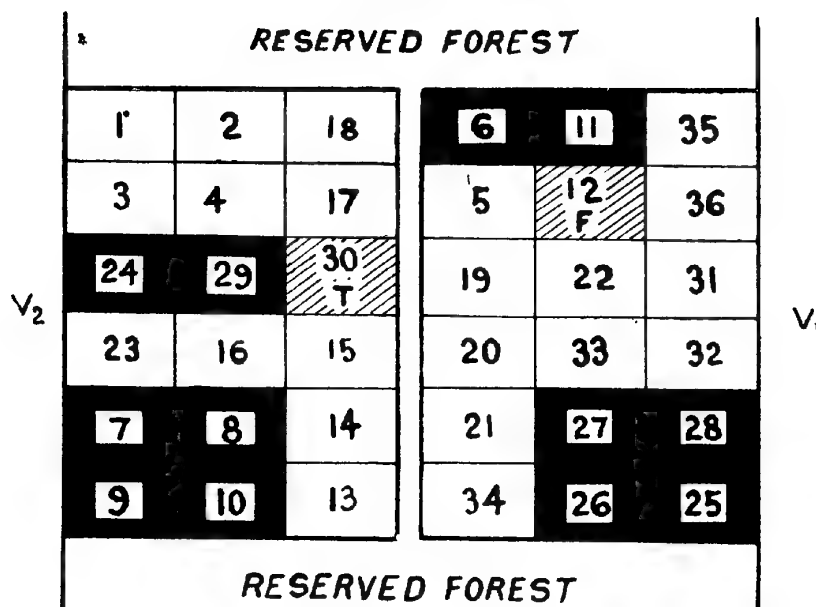 RESERVED FOREST
1 2 18 6 11 35
3 4 17 5 12 F 36
24 29 30 T 19 22 31
V2
23 16 15 20 33 32
7 8 14 21 27 28
9 10 13 34 26 25
RESERVED FOREST